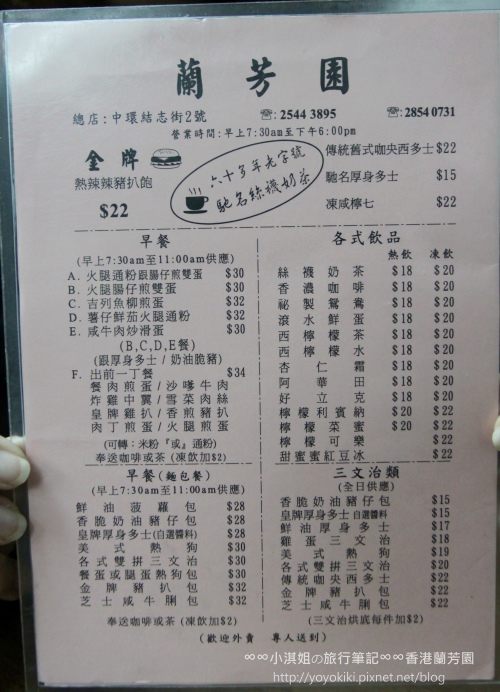 蘭芳園
總店:中環結志街2號 ☏: 2544 3895 ☏: 2854 0731
營業時間:早上7:30am至下午6:00pm
金牌
熱辣辣豬扒飽
$22
六十多年老字號
馳名絲襪奶茶
傳統舊式咖央西多士 $22
馳名厚身多士 $15
凍咸檸七 $22
早餐
(早上7:30am至11:00am供應)
A. 火腿通粉跟腸仔煎雙蛋 $30
B. 火腿腸仔煎雙蛋 $30
C. 吉列魚柳煎蛋 $32
D. 薯仔鮮茄火腿通粉 $32
E. 咸牛肉炒滑蛋 $30
(B,C,D,E餐)
(跟厚身多士/奶油脆豬)
F. 出前一丁餐 $34
餐肉煎蛋/沙嗲牛肉
炸雞中翼/雪菜肉絲
皇牌雞扒/香煎豬扒
肉丁煎蛋/火腿煎蛋
(可轉:米粉『或』通粉)
奉送咖啡或茶 (凍飲加$2)
各式飲品
熱飲 凍飲
絲襪奶茶 $18 $20
香濃咖啡 $18 $20
祕製鴛鴦 $18 $20
滾水鮮蛋 $18 $20
西檸檬茶 $18 $20
西檸檬水 $18 $20
杏仁霜 $18 $20
阿華田 $18 $20
好立克 $18 $20
檸檬利賓納 $20 $22
檸檬菜蜜 $20 $22
檸檬可樂 $22
甜蜜蜜紅豆冰 $22
早餐(麵包餐)
(早上7:30am至11:00am供應)
鮮油菠蘿包 $28
香脆奶油豬仔包 $28
皇牌厚身多士(自選醬料) $28
美式熱狗 $30
各式雙拼三文治 $30
餐蛋或腿蛋熱狗包 $30
金牌豬扒包 $32
芝士咸牛脷包 $32
奉送咖啡或茶 (凍飲加$2)
三文治類
(全日供應)
香脆奶油豬仔包 $15
皇牌厚身多士(自選醬料) $15
鮮油厚身多士 $17
雞蛋三文治 $18
美式熱狗 $19
各式雙拼三文治 $20
傳統咖央西多士 $22
金牌豬扒包 $22
芝士咸牛脷包 $22
(三文治烘底每件加$2)
(歡迎外賣 專人送到)
∞∞小淇姐の旅行筆記∞∞香港蘭芳園
http://yoyokiki.pixnet.net/blog